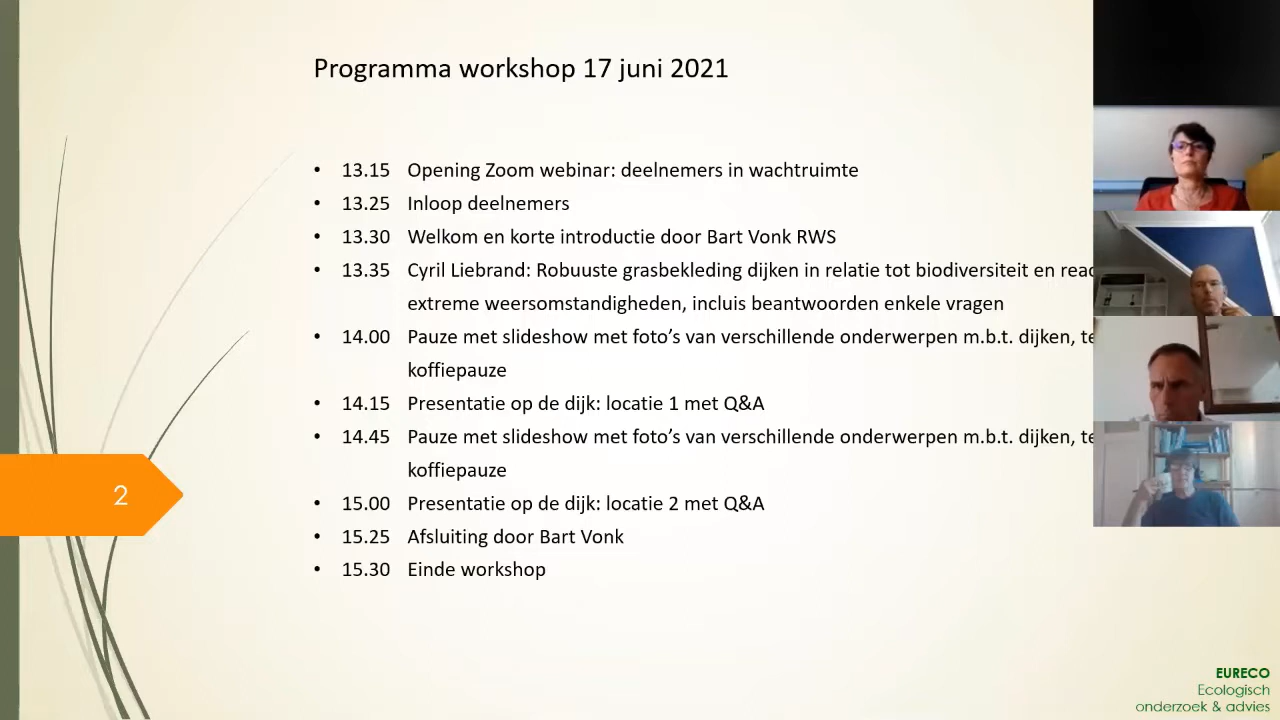 Programma workshop 17 juni 2021
• 13.15 Opening Zoom webinar: deelnemers in wachtruimte
• 13.25 Inloop deelnemers
• 13.30 Welkom en korte introductie door Bart Vonk RWS
• 13.35 Cyril Liebrand: Robuuste grasbekleding dijken in relatie tot biodiversiteit en
extreme weersomstandigheden, incluis beantwoorden enkele vragen
• 14.00 Pauze met slideshow met foto's van verschillende onderwerpen m.b.t. dijken,
koffiepauze
• 14.15 Presentatie op de dijk: locatie 1 met Q&A
• 14.45 Pauze met slideshow met foto's van verschillende onderwerpen m.b.t. dijken,
koffiepauze
• 15.00 Presentatie op de dijk: locatie 2 met Q&A
• 15.25 Afsluiting door Bart Vonk
• 15.30 Einde workshop
2
EURECO
Ecologisch
onderzoek & advies